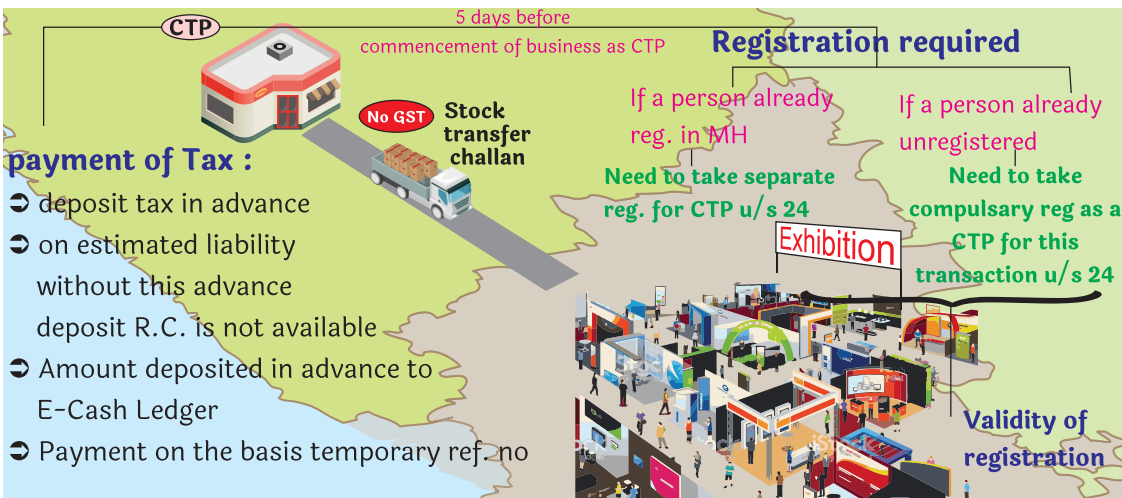 CTP
5 days before
commencement of business as CTP
Registration required
If a person already
reg. in MH
If a person already
unregistered
No GST
Stock
transfer
challan
payment of Tax :
➲ deposit tax in advance
➲ on estimated liability
without this advance
deposit R.C. is not available
➲ Amount deposited in advance to
E-Cash Ledger
➲ Payment on the basis temporary ref. no
Need to take separate
reg. for CTP u/s 24
Need to take
compulsary reg as a
CTP for this
transaction u/s 24
Exhibition
Validity of
registration